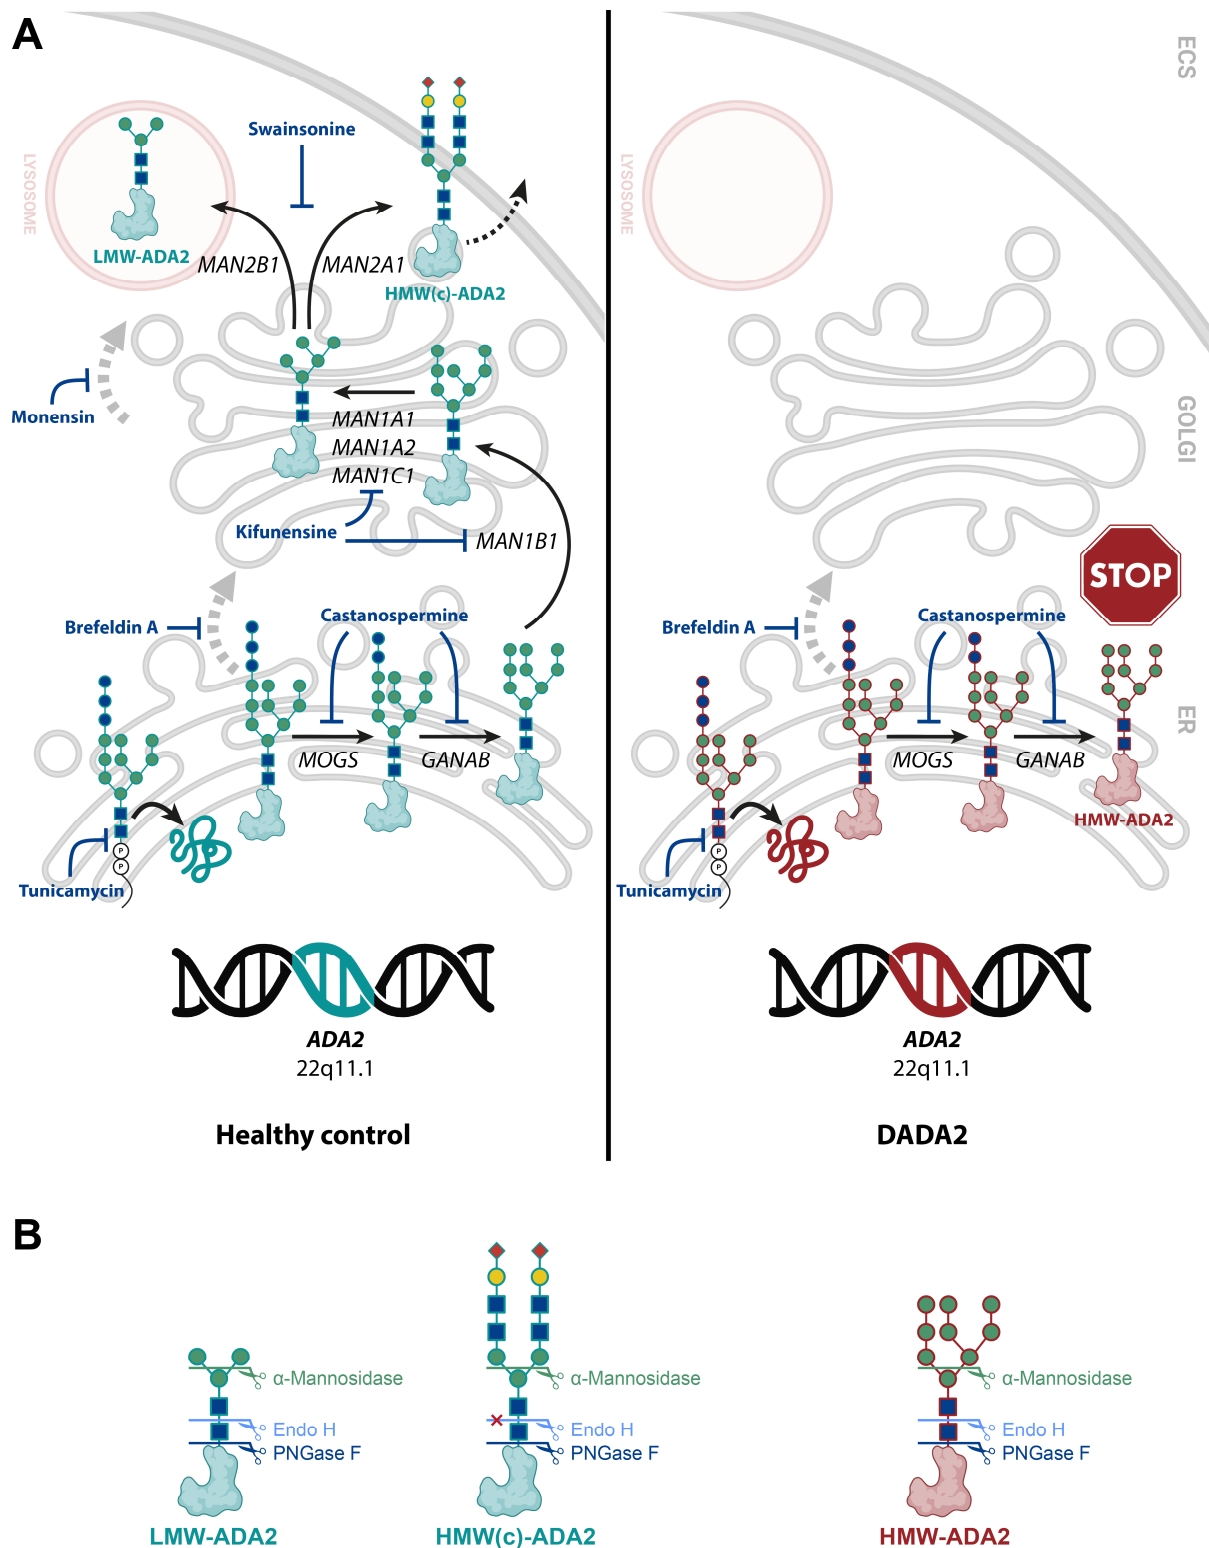 A
ECS
Swainsonine
LYSOSOME
LMW-ADA2
MAN2B1
MAN2A1
HMW(c)-ADA2
Monensin
MAN1A1
MAN1A2
MAN1C1
Kifunensine
MAN1B1
Brefeldin A
Castanospermine
MOGS
GANAB
P
P
Tunicamycin
ADA2
22q11.1
Healthy control
LYSOSOME
GOLGI
STOP
Brefeldin A
Castanospermine
ER
MOGS
GANAB
HMW-ADA2
P
P
Tunicamycin
ADA2
22q11.1
DADA2
B
α-Mannosidase
Endo H
PNGase F
LMW-ADA2
α-Mannosidase
Endo H
PNGase F
HMW(c)-ADA2
α-Mannosidase
Endo H
PNGase F
HMW-ADA2